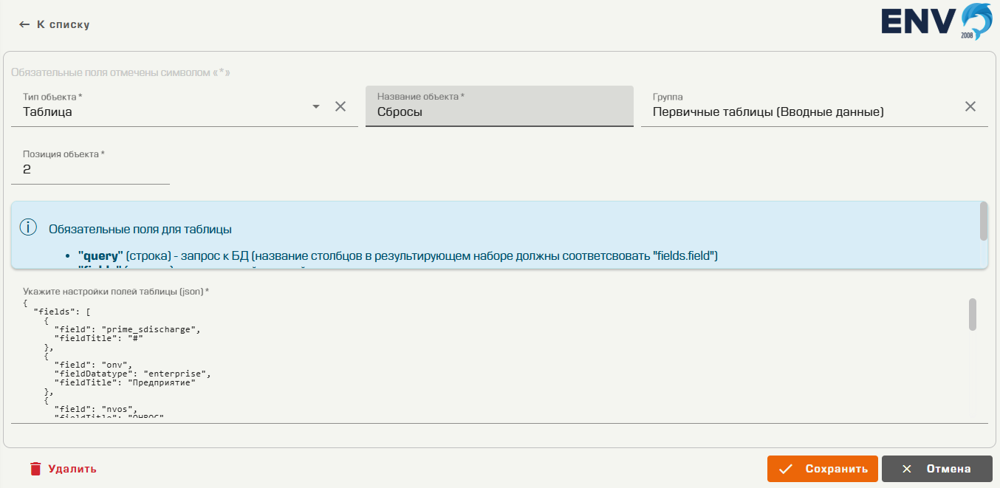 ← К списку
ENV
2008
Обязательные поля отмечены символом «*»
Тип объекта *
Таблица
Название объекта *
Сбросы
Группа
Первичные таблицы (Вводные данные)
Позиция объекта *
2
Обязательные поля для таблицы
• "query" (строка) - запрос к БД (название столбцов в результирующем наборе должны соответсвовать "fields.field")
Укажите настройки полей таблицы (json) *
{
"fields": [
{
"field": "prime_sdischarge",
"fieldTitle": "#"
},
{
"field": "onv",
"fieldDatatype": "enterprise",
"fieldTitle": "Предприятие"
},
{
"field": "nvos",
"fieldTitle": "ОНВОС"
Удалить
Сохранить
Отмена